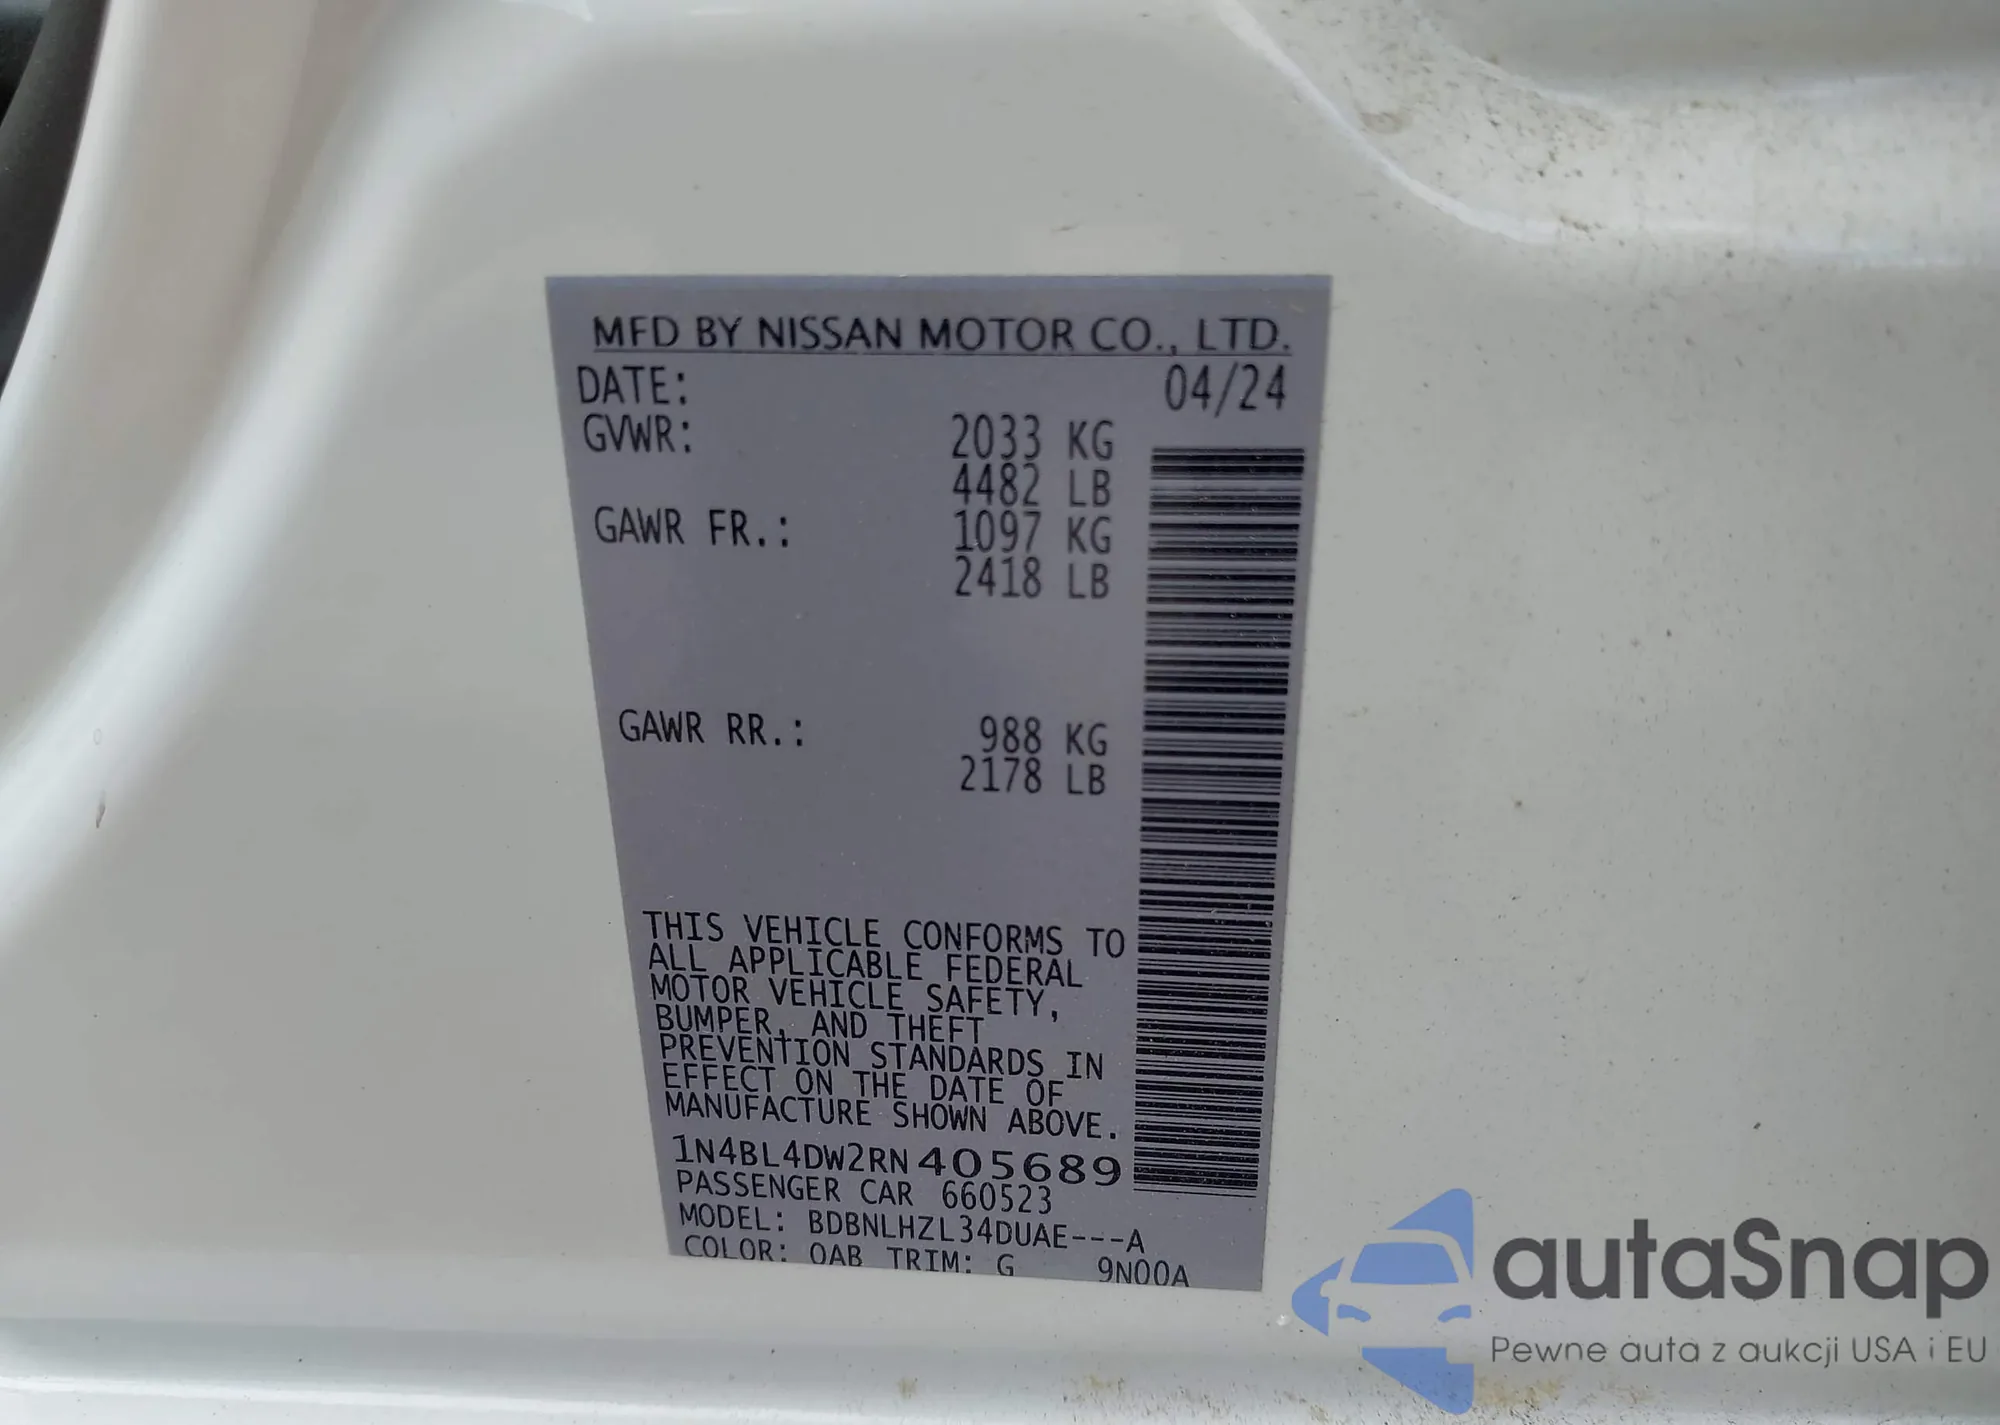 MFD BY NISSAN MOTOR CO., LTD.
DATE: 04/24
GVWR: 2033 KG
4482 LB
GAWR FR.: 1097 KG
2418 LB
GAWR RR.: 988 KG
2178 LB
THIS VEHICLE CONFORMS TO
ALL APPLICABLE FEDERAL
MOTOR VEHICLE SAFETY,
BUMPER, AND THEFT
PREVENTION STANDARDS IN
EFFECT ON THE DATE OF
MANUFACTURE SHOWN ABOVE.
1N4BL4DW2RN405689
PASSENGER CAR 660523
MODEL: BDBNLHZL34DUAE---A
COLOR: QAB TRIM: G 9N00A
autoSnap
Pewne auta z aukcji USA i EU